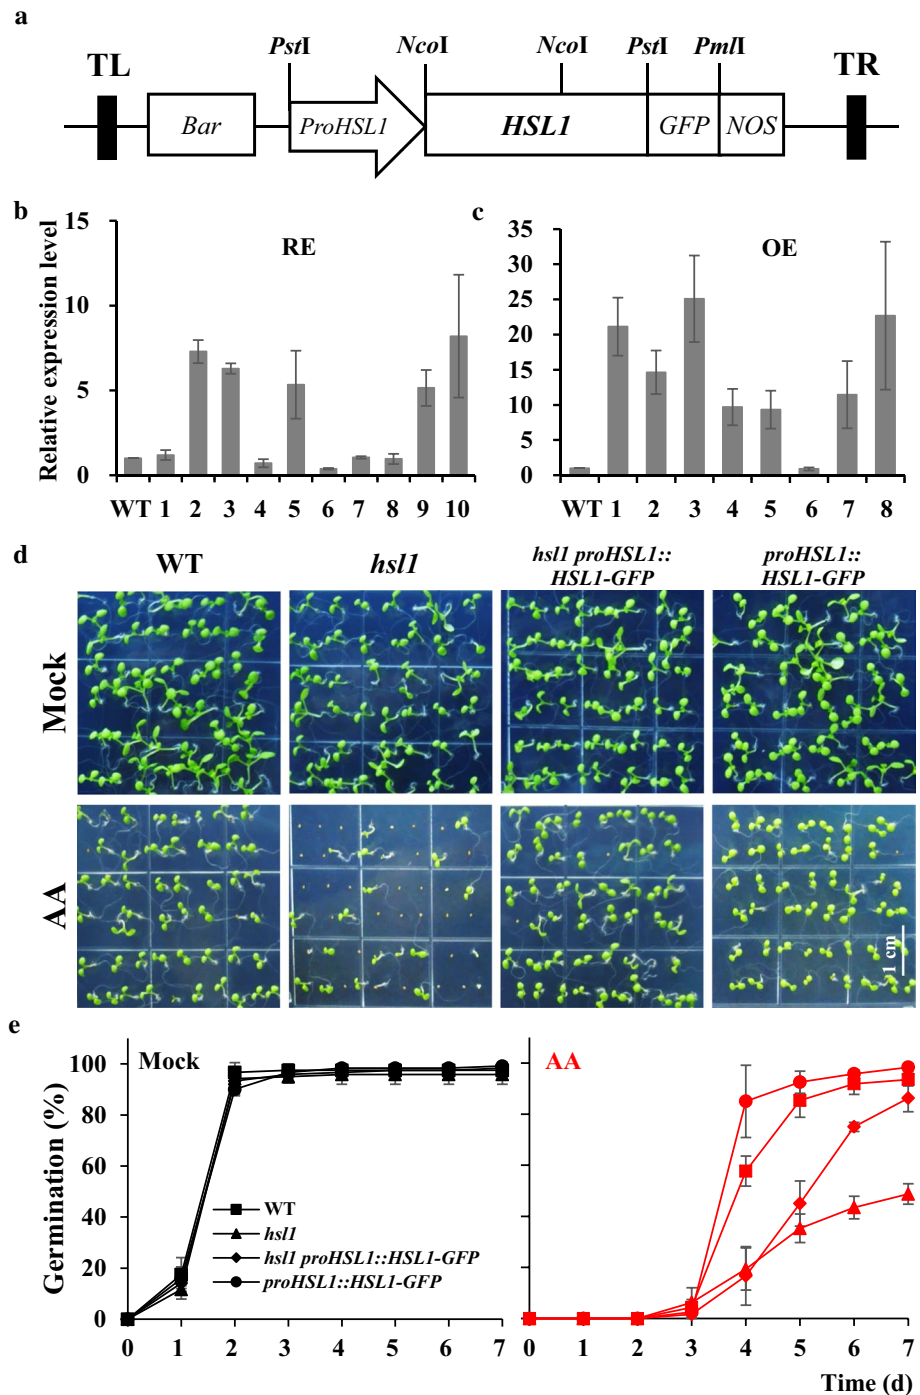 a
PstI NcoI NcoI PstI PmlI
TL TR
Bar ProHSL1 HSL1 GFP NOS
b
Relative expression level
RE
15
10
5
0
WT 1 2 3 4 5 6 7 8 9 10
c
OE
35
30
25
20
15
10
5
0
WT 1 2 3 4 5 6 7 8
d
WT
hsl1
hsl1 proHSL1::
HSL1-GFP
proHSL1::
HSL1-GFP
Mock
AA
1 cm
e
Germination (%)
100
80
60
40
20
0
Mock
WT
hsl1
hsl1 proHSL1::HSL1-GFP
proHSL1::HSL1-GFP
0 1 2 3 4 5 6 7
AA
0 1 2 3 4 5 6 7
Time (d)